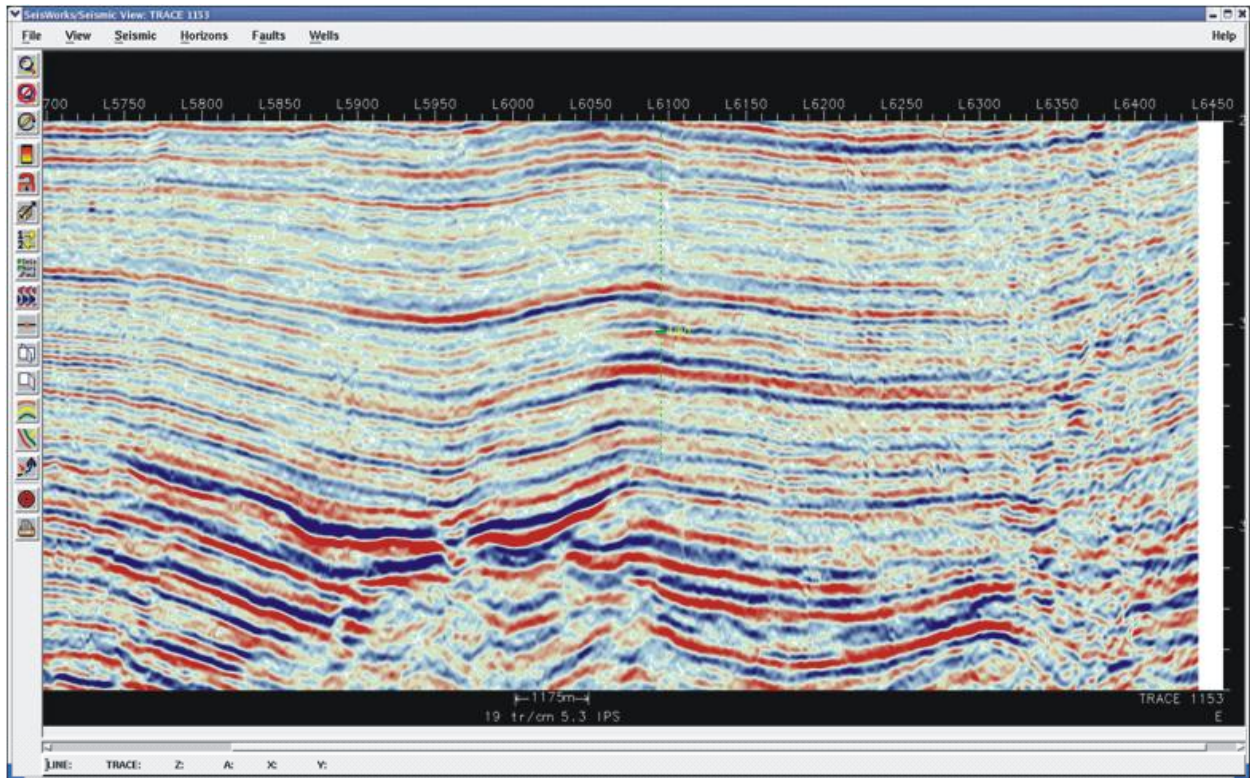 SeisWorks/Seismic View: TRACE 1153
File View Seismic Horizons Faults Wells Help
700 L5750 L5800 L5850 L5900 L5950 L6000 L6050 L6100 L6150 L6200 L6250 L6300 L6350 L6400 L6450
1175m
TRACE 1153
19 tr/cm 5.3 IPS E
LINE: TRACE: Z: A: X: Y: